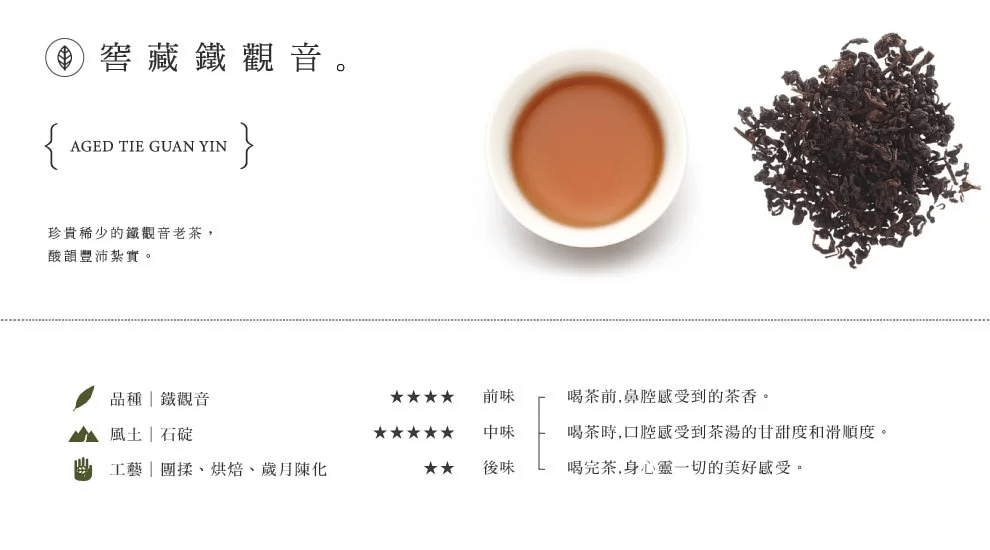 窖藏鐵觀音。
{AGED TIE GUAN YIN}
珍貴稀少的鐵觀音老茶，
酸韻豐沛紮實。
品種｜鐵觀音
風土｜石碇
工藝｜團揉、烘焙、歲月陳化
★★★★ 前味 喝茶前,鼻腔感受到的茶香。
★★★★★ 中味 喝茶時,口腔感受到茶湯的甘甜度和滑順度。
★★ 後味 喝完茶,身心靈一切的美好感受。